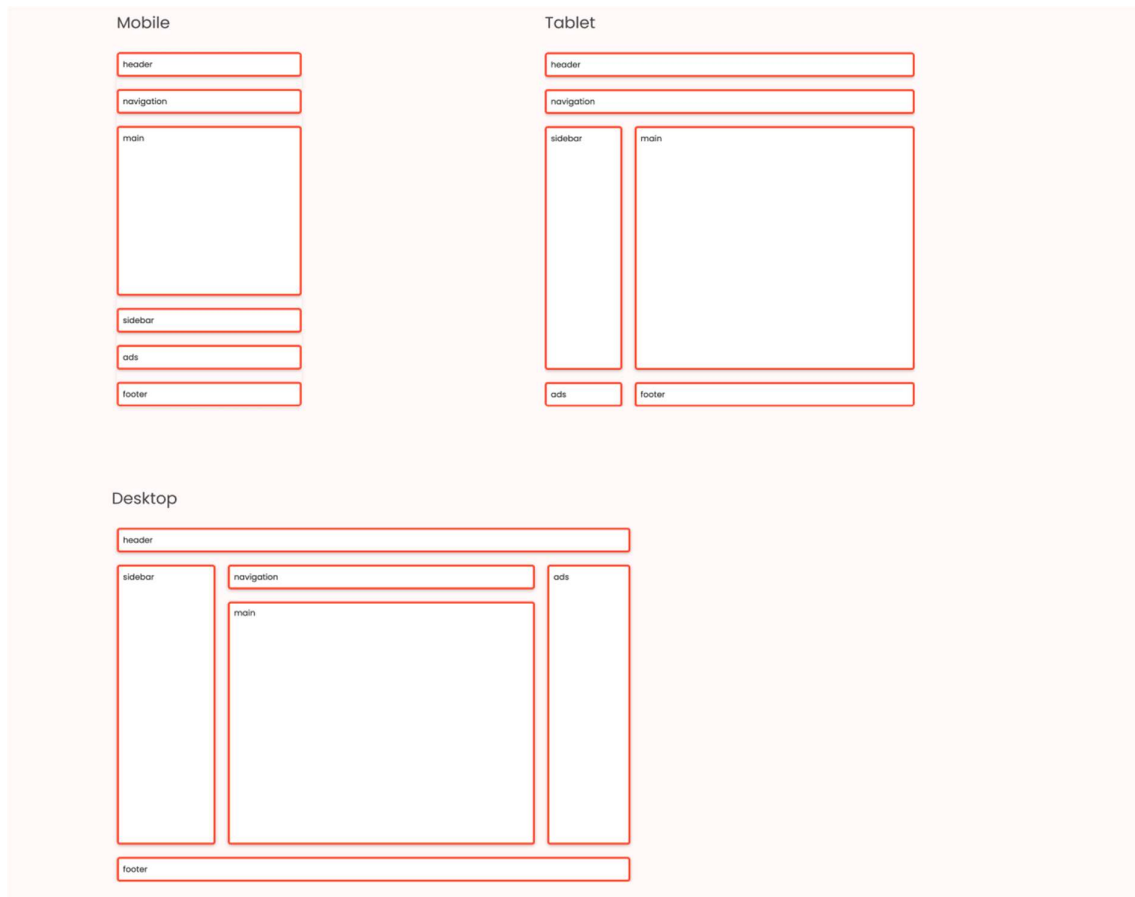 Mobile
header
navigation
main
sidebar
ads
footer
Tablet
header
navigation
sidebar
main
ads
footer
Desktop
header
sidebar
navigation
ads
main
footer